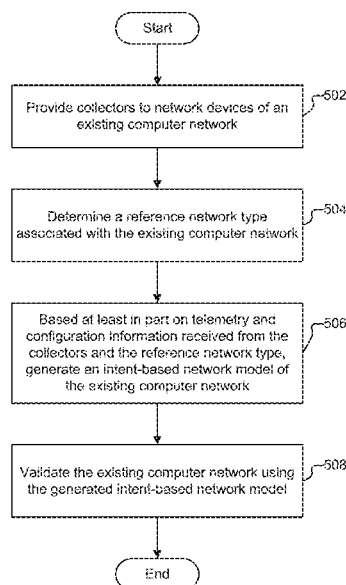 Start
Provide collectors to network devices of an
existing computer network
502
Determine a reference network type
associated with the existing computer network
504
Based at least in part on telemetry and
configuration information received from the
collectors and the reference network type,
generate an intent-based network model of
the existing computer network
506
Validate the existing computer network using
the generated intent-based network model
508
End